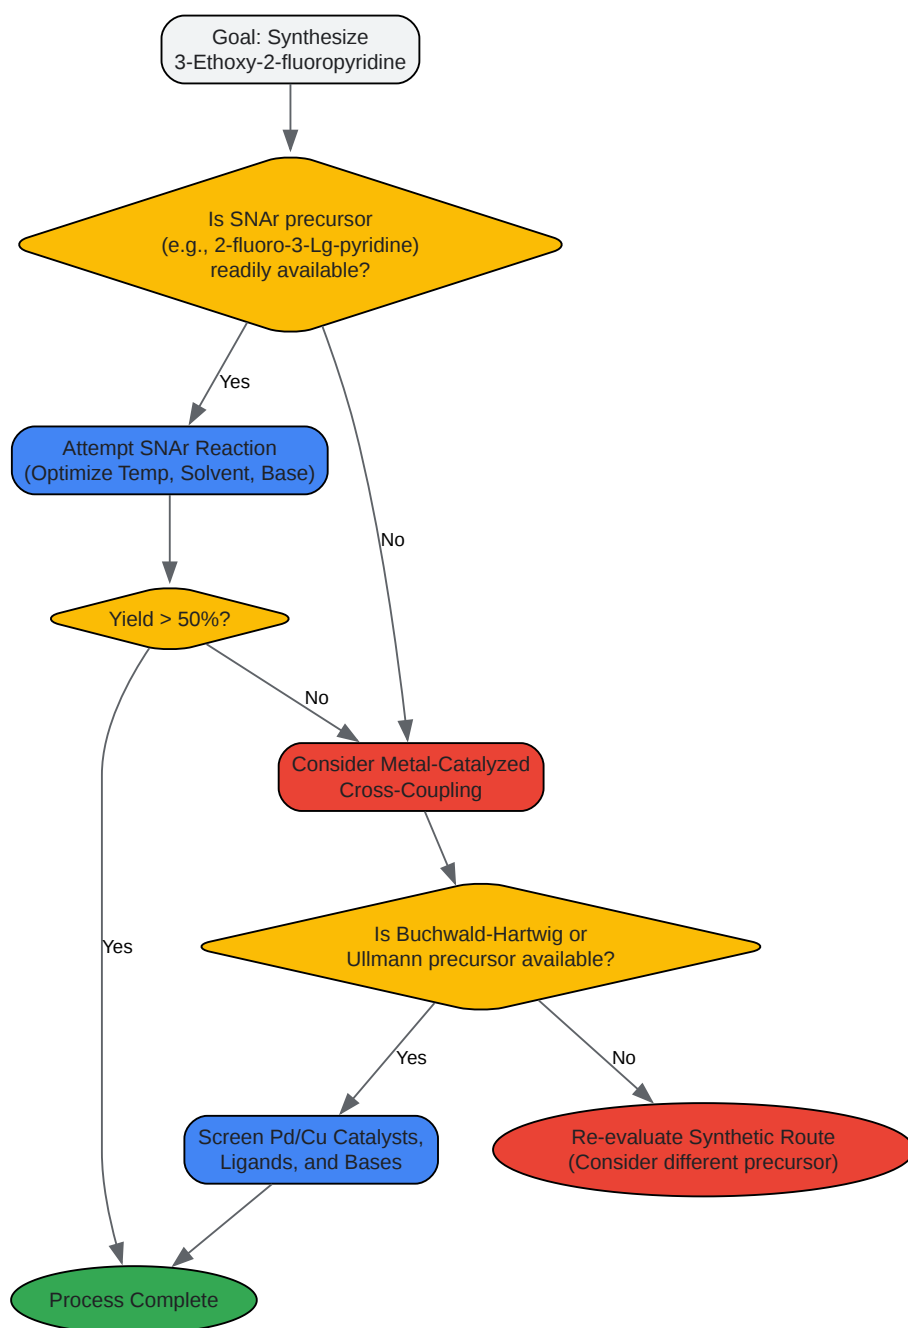 Goal: Synthesize
3-Ethoxy-2-fluoropyridine
Is SNAr precursor
(e.g., 2-fluoro-3-Lg-pyridine)
readily available?
Yes
Attempt SNAr Reaction
(Optimize Temp, Solvent, Base)
No
Yield > 50%?
No
Consider Metal-Catalyzed
Cross-Coupling
Is Buchwald-Hartwig or
Ullmann precursor available?
Yes
Yes
No
Screen Pd/Cu Catalysts,
Ligands, and Bases
Re-evaluate Synthetic Route
(Consider different precursor)
Process Complete